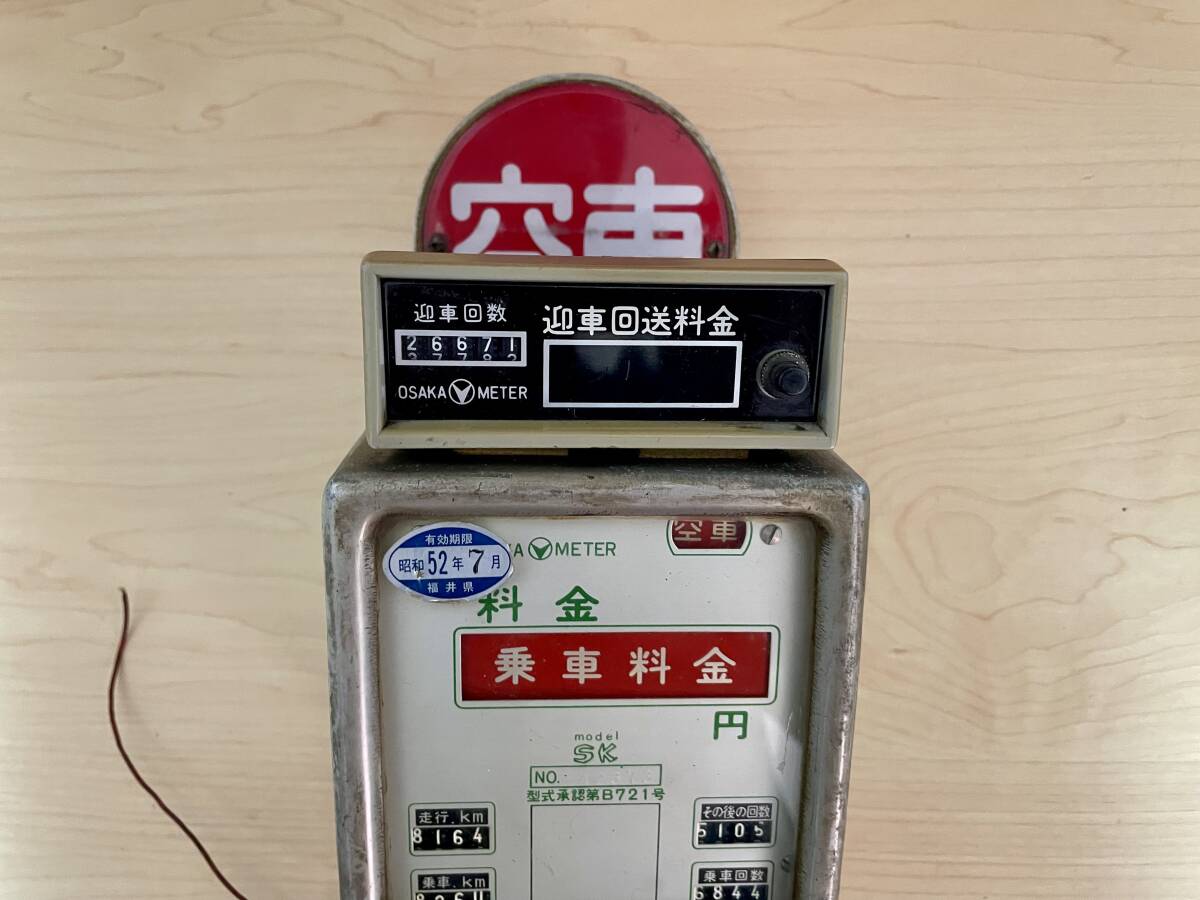 空車
迎車回数
迎車回送料金
26671
OSAKA METER
有効期限
昭和52年7月
福井県
KA METER
空車
料金
乗車料金
円
model
SK
NO.
型式承認第B721号
走行.km
8164
その後の回数
5105
乗車.km
乗車回数
6844